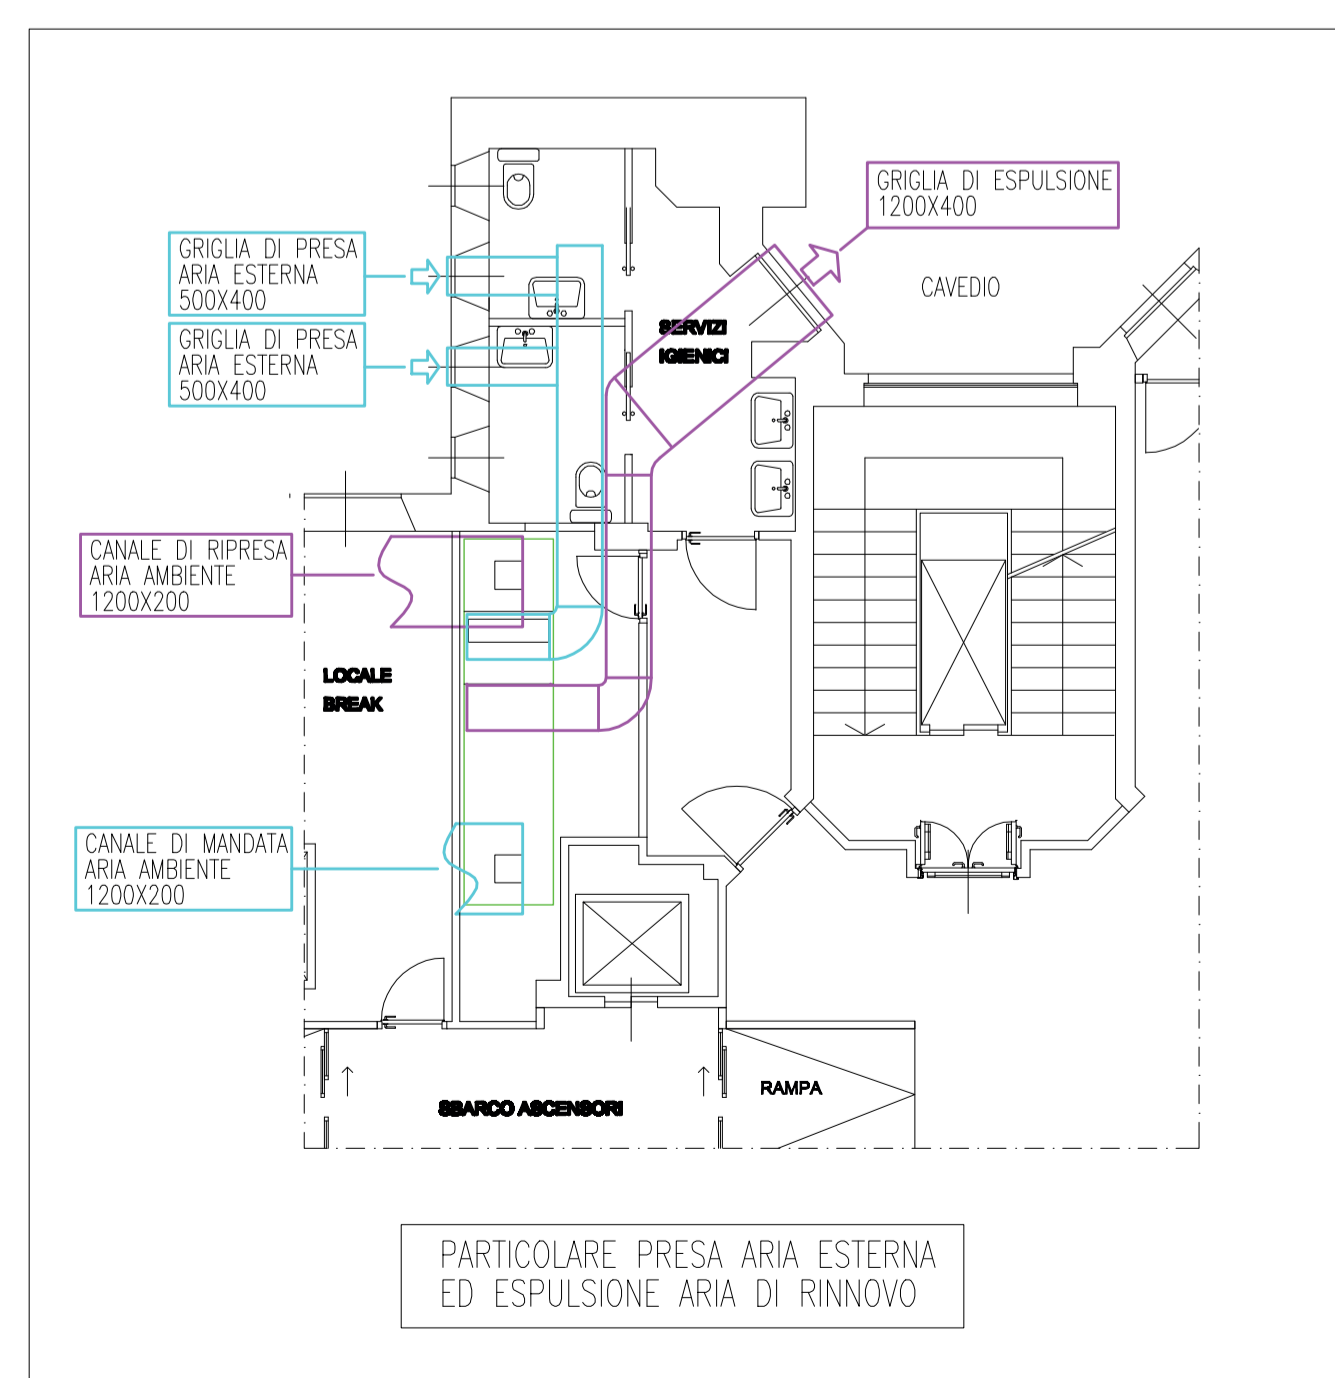 GRIGLIA DI ESPULSIONE
1200X400
GRIGLIA DI PRESA
ARIA ESTERNA
500X400
CAVEDIO
GRIGLIA DI PRESA
ARIA ESTERNA
500X400
SERVIZI
IGIENICI
CANALE DI RIPRESA
ARIA AMBIENTE
1200X200
LOCALE
BREAK
CANALE DI MANDATA
ARIA AMBIENTE
1200X200
RAMPA
SBARCO ASCENSORI
PARTICOLARE PRESA ARIA ESTERNA
ED ESPULSIONE ARIA DI RINNOVO